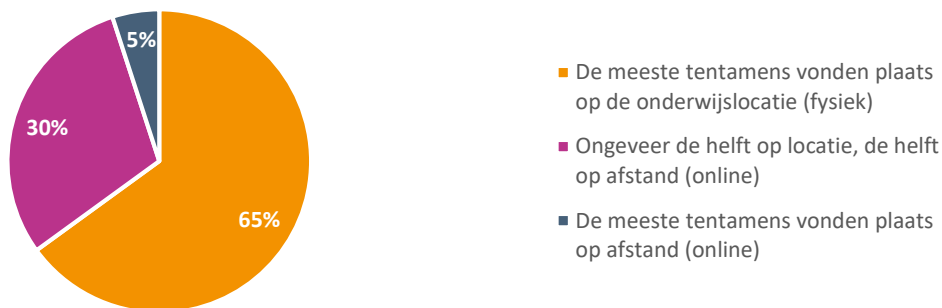 5%
30%
65%
De meeste tentamens vonden plaats
op de onderwijslocatie (fysiek)
Ongeveer de helft op locatie, de helft
op afstand (online)
De meeste tentamens vonden plaats
op afstand (online)